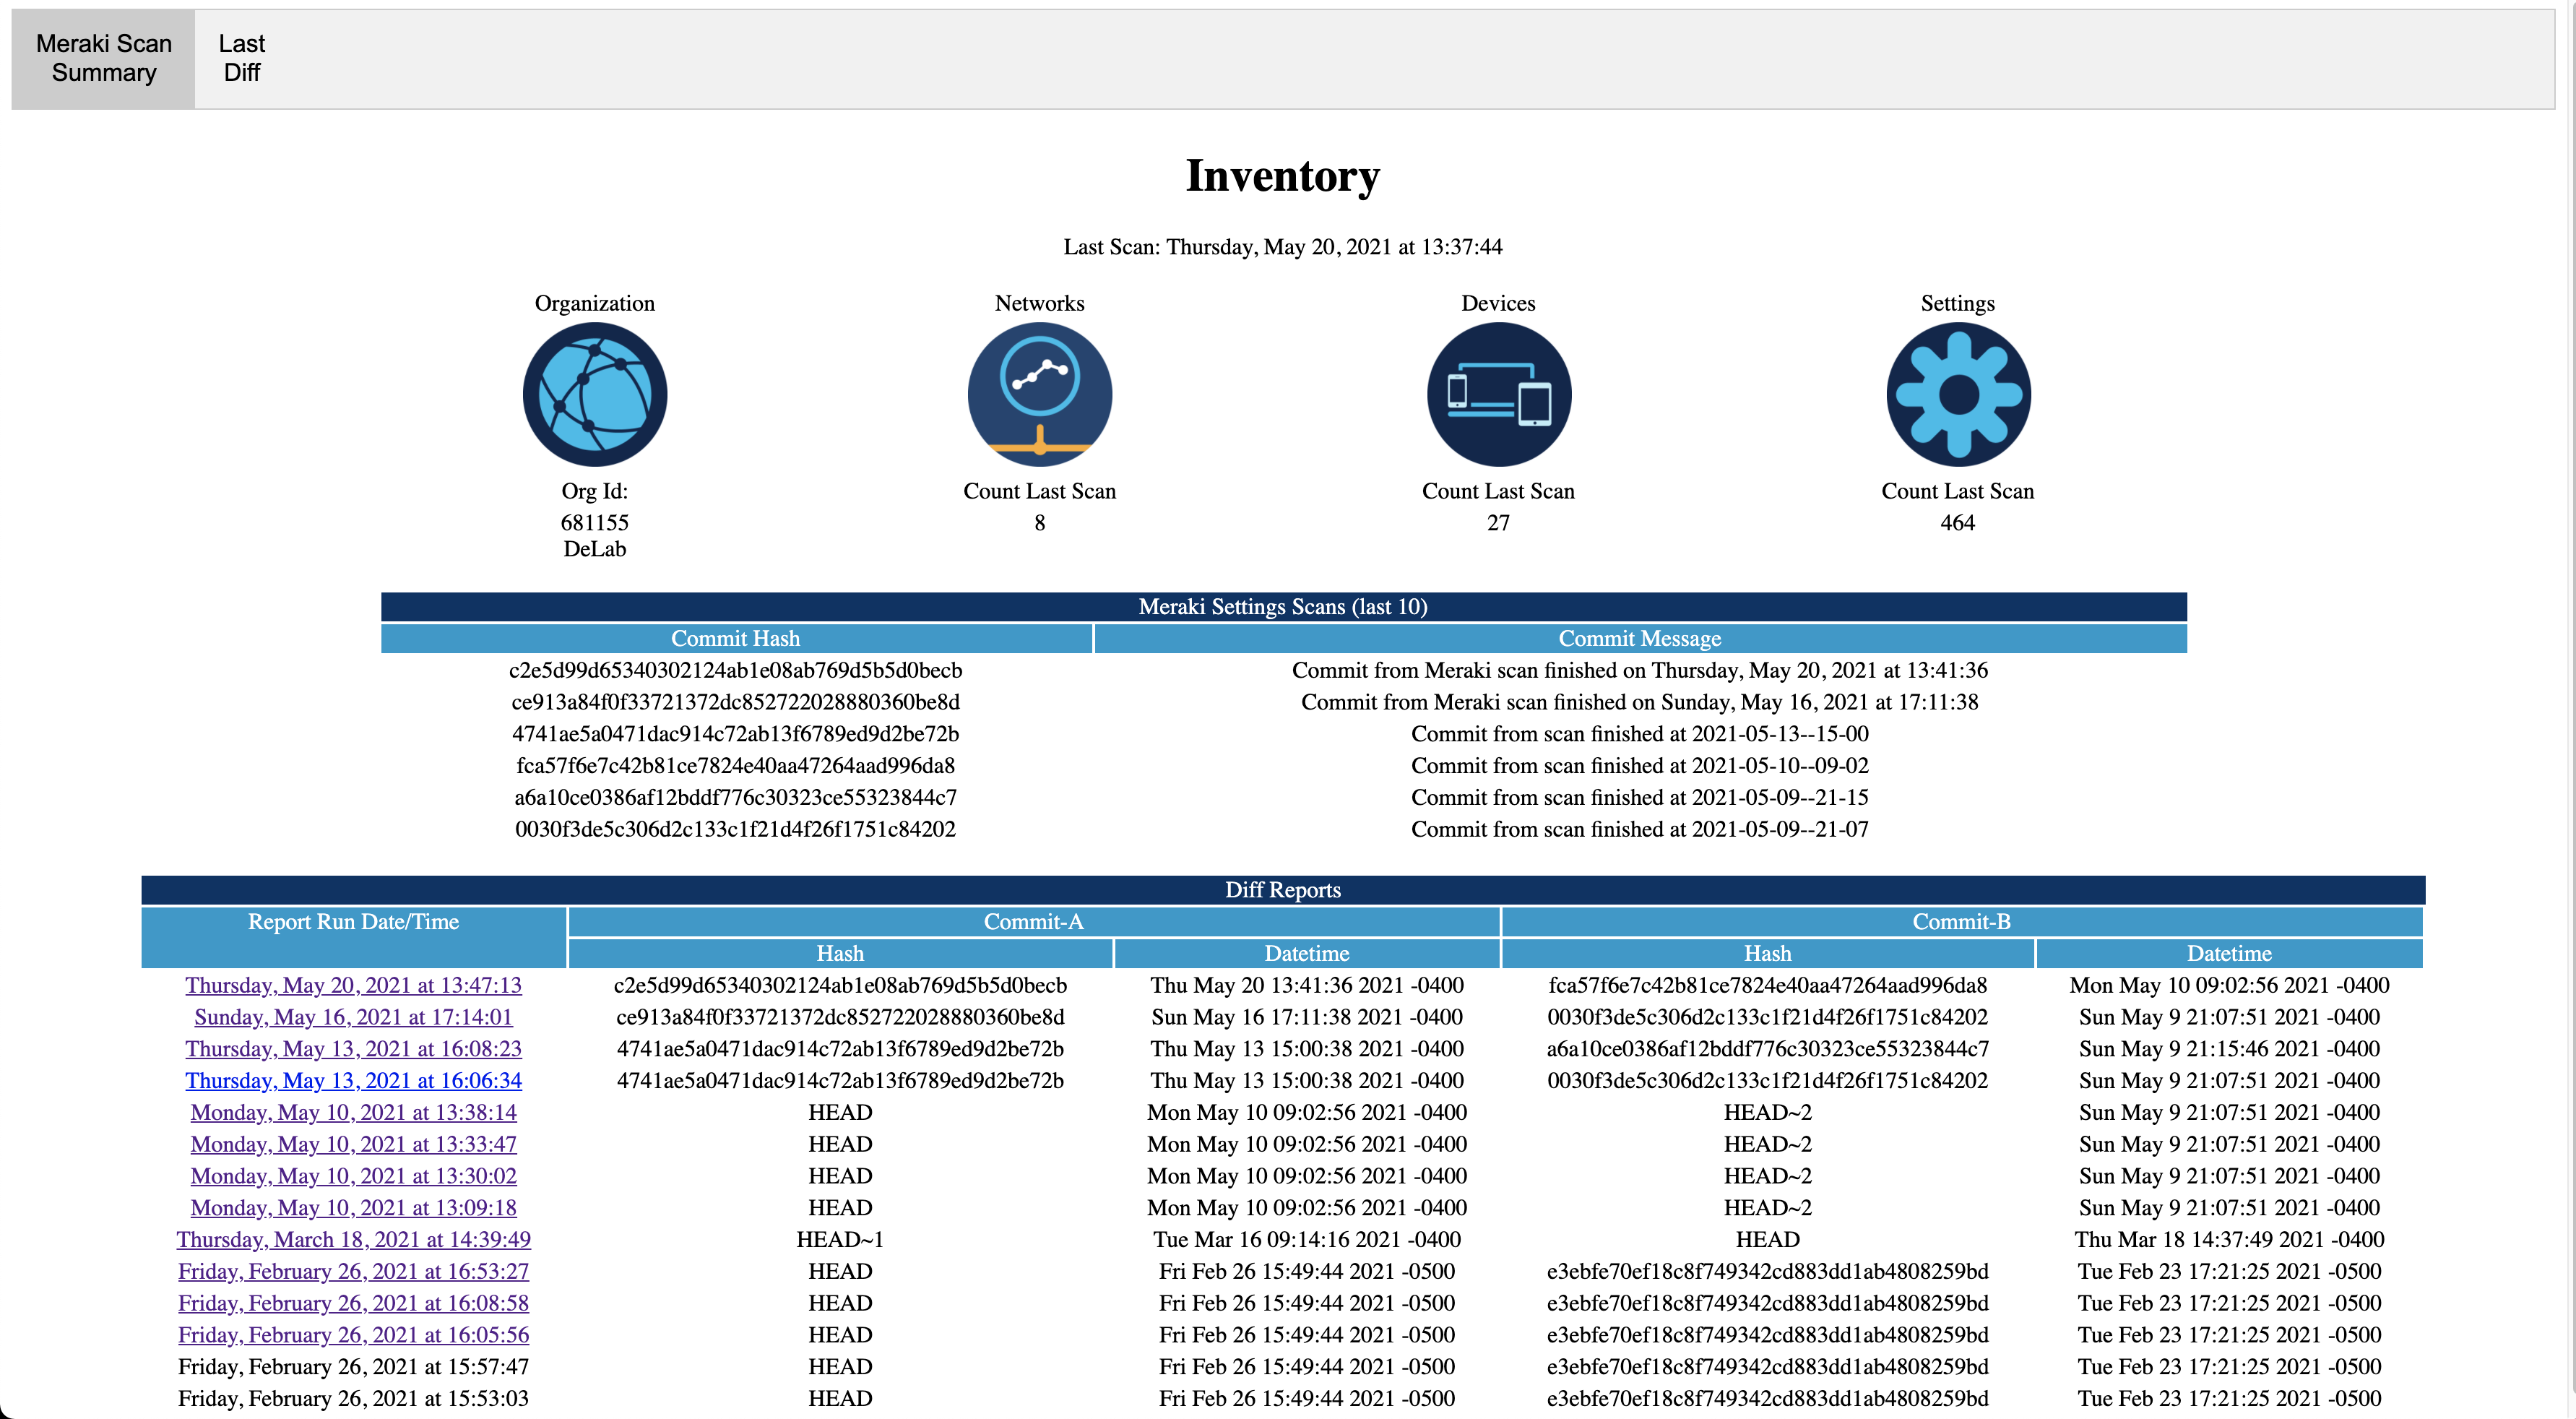 Meraki Scan
Summary
Last
Diff
Inventory
Last Scan: Thursday, May 20, 2021 at 13:37:44
Organization Networks Devices Settings
Org Id: Count Last Scan Count Last Scan Count Last Scan
681155 8 27 464
DeLab
Meraki Settings Scans (last 10)
Commit Hash Commit Message
c2e5d99d65340302124ab1e08ab769d5b5d0becb Commit from Meraki scan finished on Thursday, May 20, 2021 at 13:41:36
ce913a84f0f33721372dc852722028880360be8d Commit from Meraki scan finished on Sunday, May 16, 2021 at 17:11:38
4741ae5a0471dac914c72ab13f6789ed9d2be72b Commit from scan finished at 2021-05-13--15-00
fca57f6e7c42b81ce7824e40aa47264aad996da8 Commit from scan finished at 2021-05-10--09-02
a6a10ce0386af12bddf776c30323ce55323844c7 Commit from scan finished at 2021-05-09--21-15
0030f3de5c306d2c133c1f21d4f26f1751c84202 Commit from scan finished at 2021-05-09--21-07
Diff Reports
Report Run Date/Time Commit-A Commit-B
Hash Datetime Hash Datetime
Thursday, May 20, 2021 at 13:47:13 c2e5d99d65340302124ab1e08ab769d5b5d0becb Thu May 20 13:41:36 2021 -0400 fca57f6e7c42b81ce7824e40aa47264aad996da8 Mon May 10 09:02:56 2021 -0400
Sunday, May 16, 2021 at 17:14:01 ce913a84f0f33721372dc852722028880360be8d Sun May 16 17:11:38 2021 -0400 0030f3de5c306d2c133c1f21d4f26f1751c84202 Sun May 9 21:07:51 2021 -0400
Thursday, May 13, 2021 at 16:08:23 4741ae5a0471dac914c72ab13f6789ed9d2be72b Thu May 13 15:00:38 2021 -0400 a6a10ce0386af12bddf776c30323ce55323844c7 Sun May 9 21:15:46 2021 -0400
Thursday, May 13, 2021 at 16:06:34 4741ae5a0471dac914c72ab13f6789ed9d2be72b Thu May 13 15:00:38 2021 -0400 0030f3de5c306d2c133c1f21d4f26f1751c84202 Sun May 9 21:07:51 2021 -0400
Monday, May 10, 2021 at 13:38:14 HEAD Mon May 10 09:02:56 2021 -0400 HEAD~2 Sun May 9 21:07:51 2021 -0400
Monday, May 10, 2021 at 13:33:47 HEAD Mon May 10 09:02:56 2021 -0400 HEAD~2 Sun May 9 21:07:51 2021 -0400
Monday, May 10, 2021 at 13:30:02 HEAD Mon May 10 09:02:56 2021 -0400 HEAD~2 Sun May 9 21:07:51 2021 -0400
Monday, May 10, 2021 at 13:09:18 HEAD Mon May 10 09:02:56 2021 -0400 HEAD~2 Sun May 9 21:07:51 2021 -0400
Thursday, March 18, 2021 at 14:39:49 HEAD~1 Tue Mar 16 09:14:16 2021 -0400 HEAD Thu Mar 18 14:37:49 2021 -0400
Friday, February 26, 2021 at 16:53:27 HEAD Fri Feb 26 15:49:44 2021 -0500 e3ebfe70ef18c8f749342cd883dd1ab4808259bd Tue Feb 23 17:21:25 2021 -0500
Friday, February 26, 2021 at 16:08:58 HEAD Fri Feb 26 15:49:44 2021 -0500 e3ebfe70ef18c8f749342cd883dd1ab4808259bd Tue Feb 23 17:21:25 2021 -0500
Friday, February 26, 2021 at 16:05:56 HEAD Fri Feb 26 15:49:44 2021 -0500 e3ebfe70ef18c8f749342cd883dd1ab4808259bd Tue Feb 23 17:21:25 2021 -0500
Friday, February 26, 2021 at 15:57:47 HEAD Fri Feb 26 15:49:44 2021 -0500 e3ebfe70ef18c8f749342cd883dd1ab4808259bd Tue Feb 23 17:21:25 2021 -0500
Friday, February 26, 2021 at 15:53:03 HEAD Fri Feb 26 15:49:44 2021 -0500 e3ebfe70ef18c8f749342cd883dd1ab4808259bd Tue Feb 23 17:21:25 2021 -0500